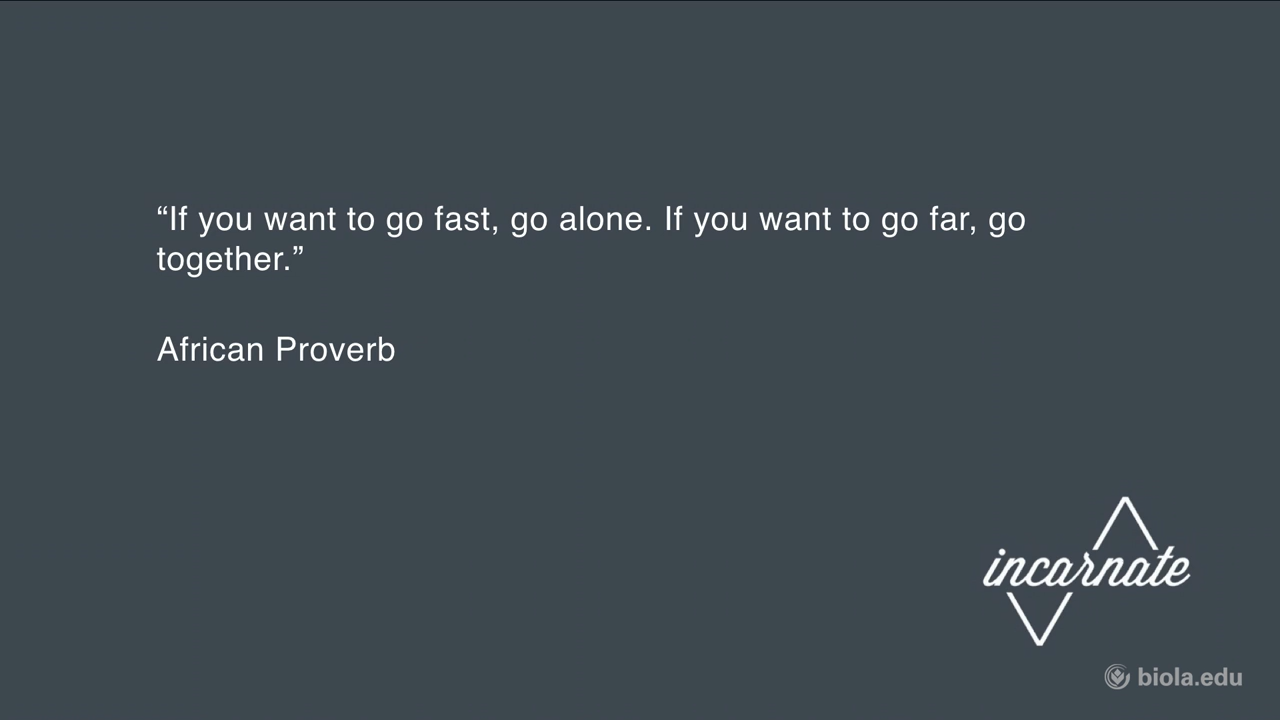 “If you want to go fast, go alone. If you want to go far, go
together.”
African Proverb
incarnate
biola.edu